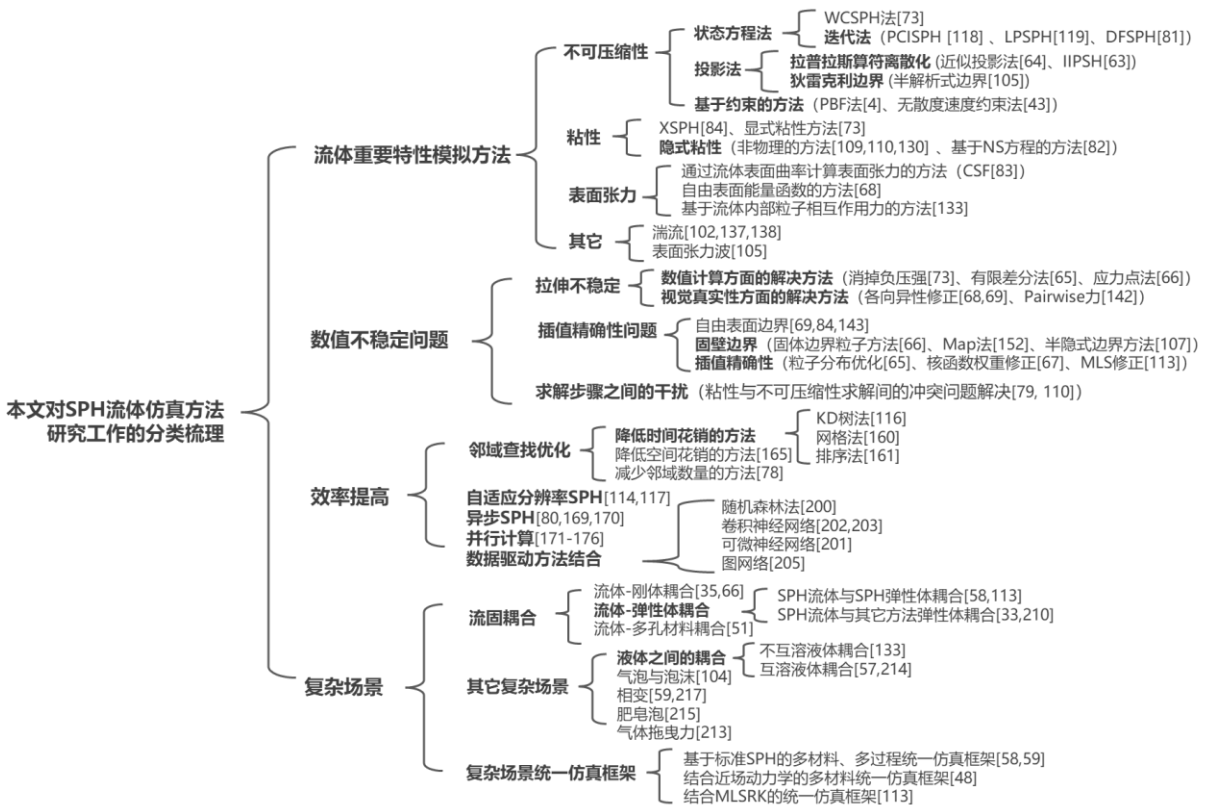 本文对SPH流体仿真方法
研究工作的分类梳理
流体重要特性模拟方法
不可压缩性
状态方程法
WCSPH法[73]
迭代法（PCISPH [118] 、LPSPH[119]、DFSPH[81]）
投影法
拉普拉斯算符离散化 (近似投影法[64]、IIPSH[63])
狄雷克利边界 (半解析式边界[105]）
基于约束的方法（PBF法[4]、无散度速度约束法[43]）
粘性
XSPH[84]、显式粘性方法[73]
隐式粘性（非物理的方法[109,110,130] 、基于NS方程的方法[82]）
表面张力
通过流体表面曲率计算表面张力的方法（CSF[83]）
自由表面能量函数的方法[68]
基于流体内部粒子相互作用力的方法[133]
其它
湍流[102,137,138]
表面张力波[105]
数值不稳定问题
拉伸不稳定
数值计算方面的解决方法（消掉负压强[73]、有限差分法[65]、应力点法[66]）
视觉真实性方面的解决方法（各向异性修正[68,69]、Pairwise力[142]）
插值精确性问题
自由表面边界[69,84,143]
固壁边界（固体边界粒子方法[66]、Map法[152]、半隐式边界方法[107]）
插值精确性（粒子分布优化[65]、核函数权重修正[67]、MLS修正[113]）
求解步骤之间的干扰（粘性与不可压缩性求解间的冲突问题解决[79, 110]）
效率提高
邻域查找优化
降低时间花销的方法
KD树法[116]
网格法[160]
排序法[161]
降低空间花销的方法[165]
减少邻域数量的方法[78]
自适应分辨率SPH[114,117]
异步SPH[80,169,170]
并行计算[171-176]
数据驱动方法结合
随机森林法[200]
卷积神经网络[202,203]
可微神经网络[201]
图网络[205]
复杂场景
流固耦合
流体-刚体耦合[35,66]
流体-弹性体耦合
SPH流体与SPH弹性体耦合[58,113]
SPH流体与其它方法弹性体耦合[33,210]
流体-多孔材料耦合[51]
其它复杂场景
液体之间的耦合
不互溶液体耦合[133]
互溶液体耦合[57,214]
气泡与泡沫[104]
相变[59,217]
肥皂泡[215]
气体拖曳力[213]
复杂场景统一仿真框架
基于标准SPH的多材料、多过程统一仿真框架[58,59]
结合近场动力学的多材料统一仿真框架[48]
结合MLSRK的统一仿真框架[113]